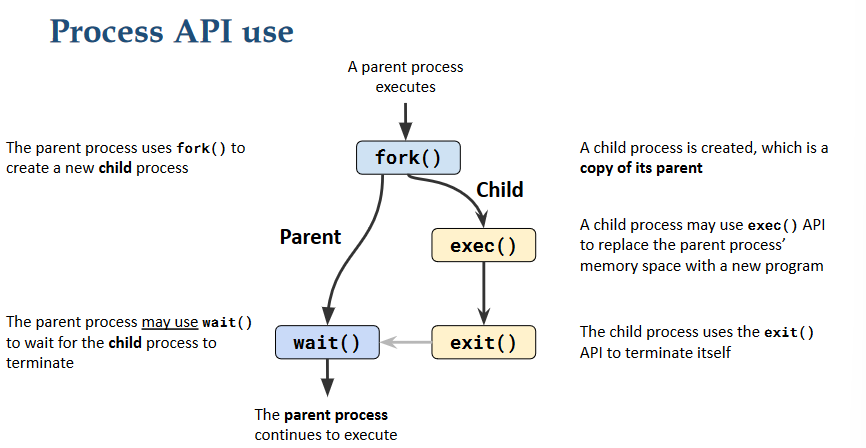 Process API use
A parent process
executes
The parent process uses fork() to
create a new child process
fork()
A child process is created, which is a
copy of its parent
Child
Parent
exec()
A child process may use exec() API
to replace the parent process’
memory space with a new program
The parent process may use wait()
to wait for the child process to
terminate
wait()
exit()
The child process uses the exit()
API to terminate itself
The parent process
continues to execute